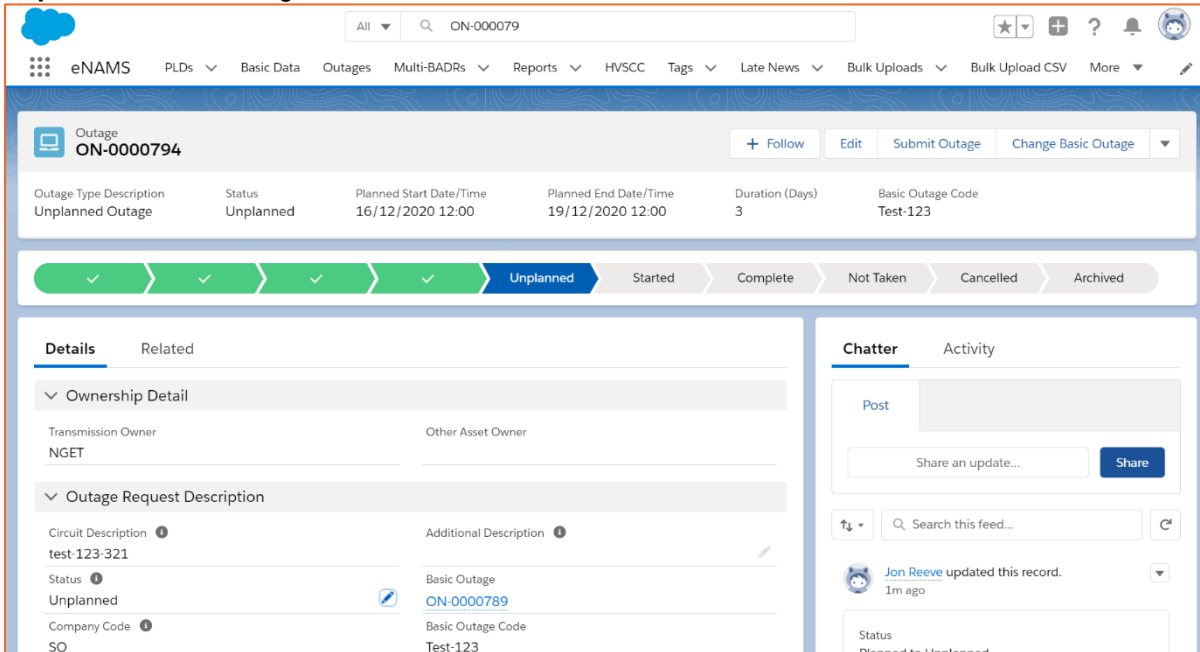 All ON-000079
eNAMS PLDs Basic Data Outages Multi-BADRs Reports HVSCC Tags Late News Bulk Uploads Bulk Upload CSV More
Outage
ON-0000794
+ Follow Edit Submit Outage Change Basic Outage
Outage Type Description Status Planned Start Date/Time Planned End Date/Time Duration (Days) Basic Outage Code
Unplanned Outage Unplanned 16/12/2020 12:00 19/12/2020 12:00 3 Test-123
Unplanned Started Complete Not Taken Cancelled Archived
Details Related
Ownership Detail
Transmission Owner Other Asset Owner
NGET
Outage Request Description
Circuit Description Additional Description
test-123-321
Status Basic Outage
Unplanned ON-0000789
Company Code Basic Outage Code
SO Test-123
Chatter Activity
Post
Share an update... Share
Search this feed...
Jon Reeve updated this record.
1m ago
Status
Planned to Unplanned